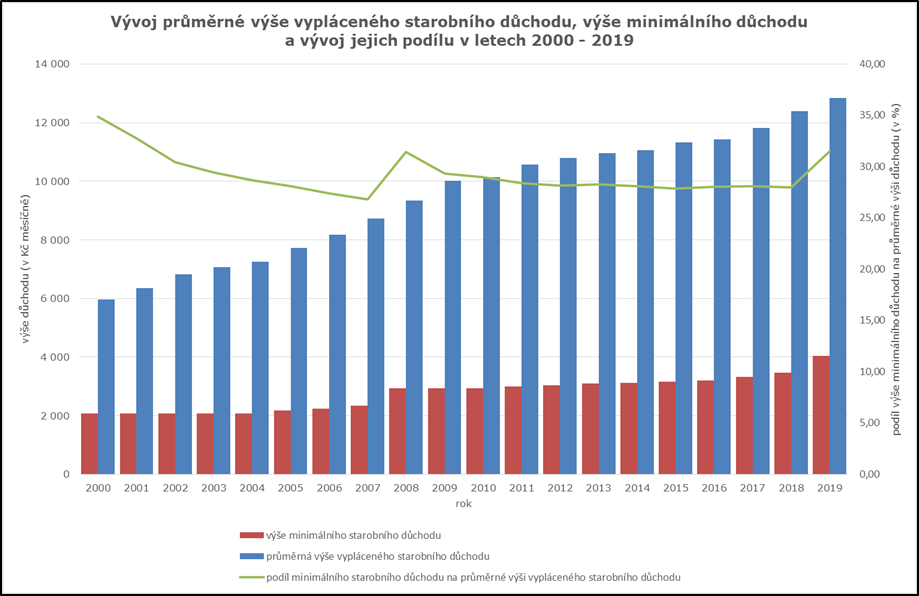 Vývoj průměrné výše vypláceného starobního důchodu, výše minimálního důchodu
a vývoj jejich podílu v letech 2000 - 2019
výše důchodu (v Kč měsíčně)
14 000
12 000
10 000
8 000
6 000
4 000
2 000
0
40,00
35,00
30,00
25,00
20,00
15,00
10,00
5,00
0,00
podíl výše minimálního důchodu na průměrné výši důchodu (v %)
2000 2001 2002 2003 2004 2005 2006 2007 2008 2009 2010 2011 2012 2013 2014 2015 2016 2017 2018 2019
rok
výše minimálního starobního důchodu
průměrná výše vypláceného starobního důchodu
podíl minimálního starobního důchodu na průměrné výši vypláceného starobního důchodu